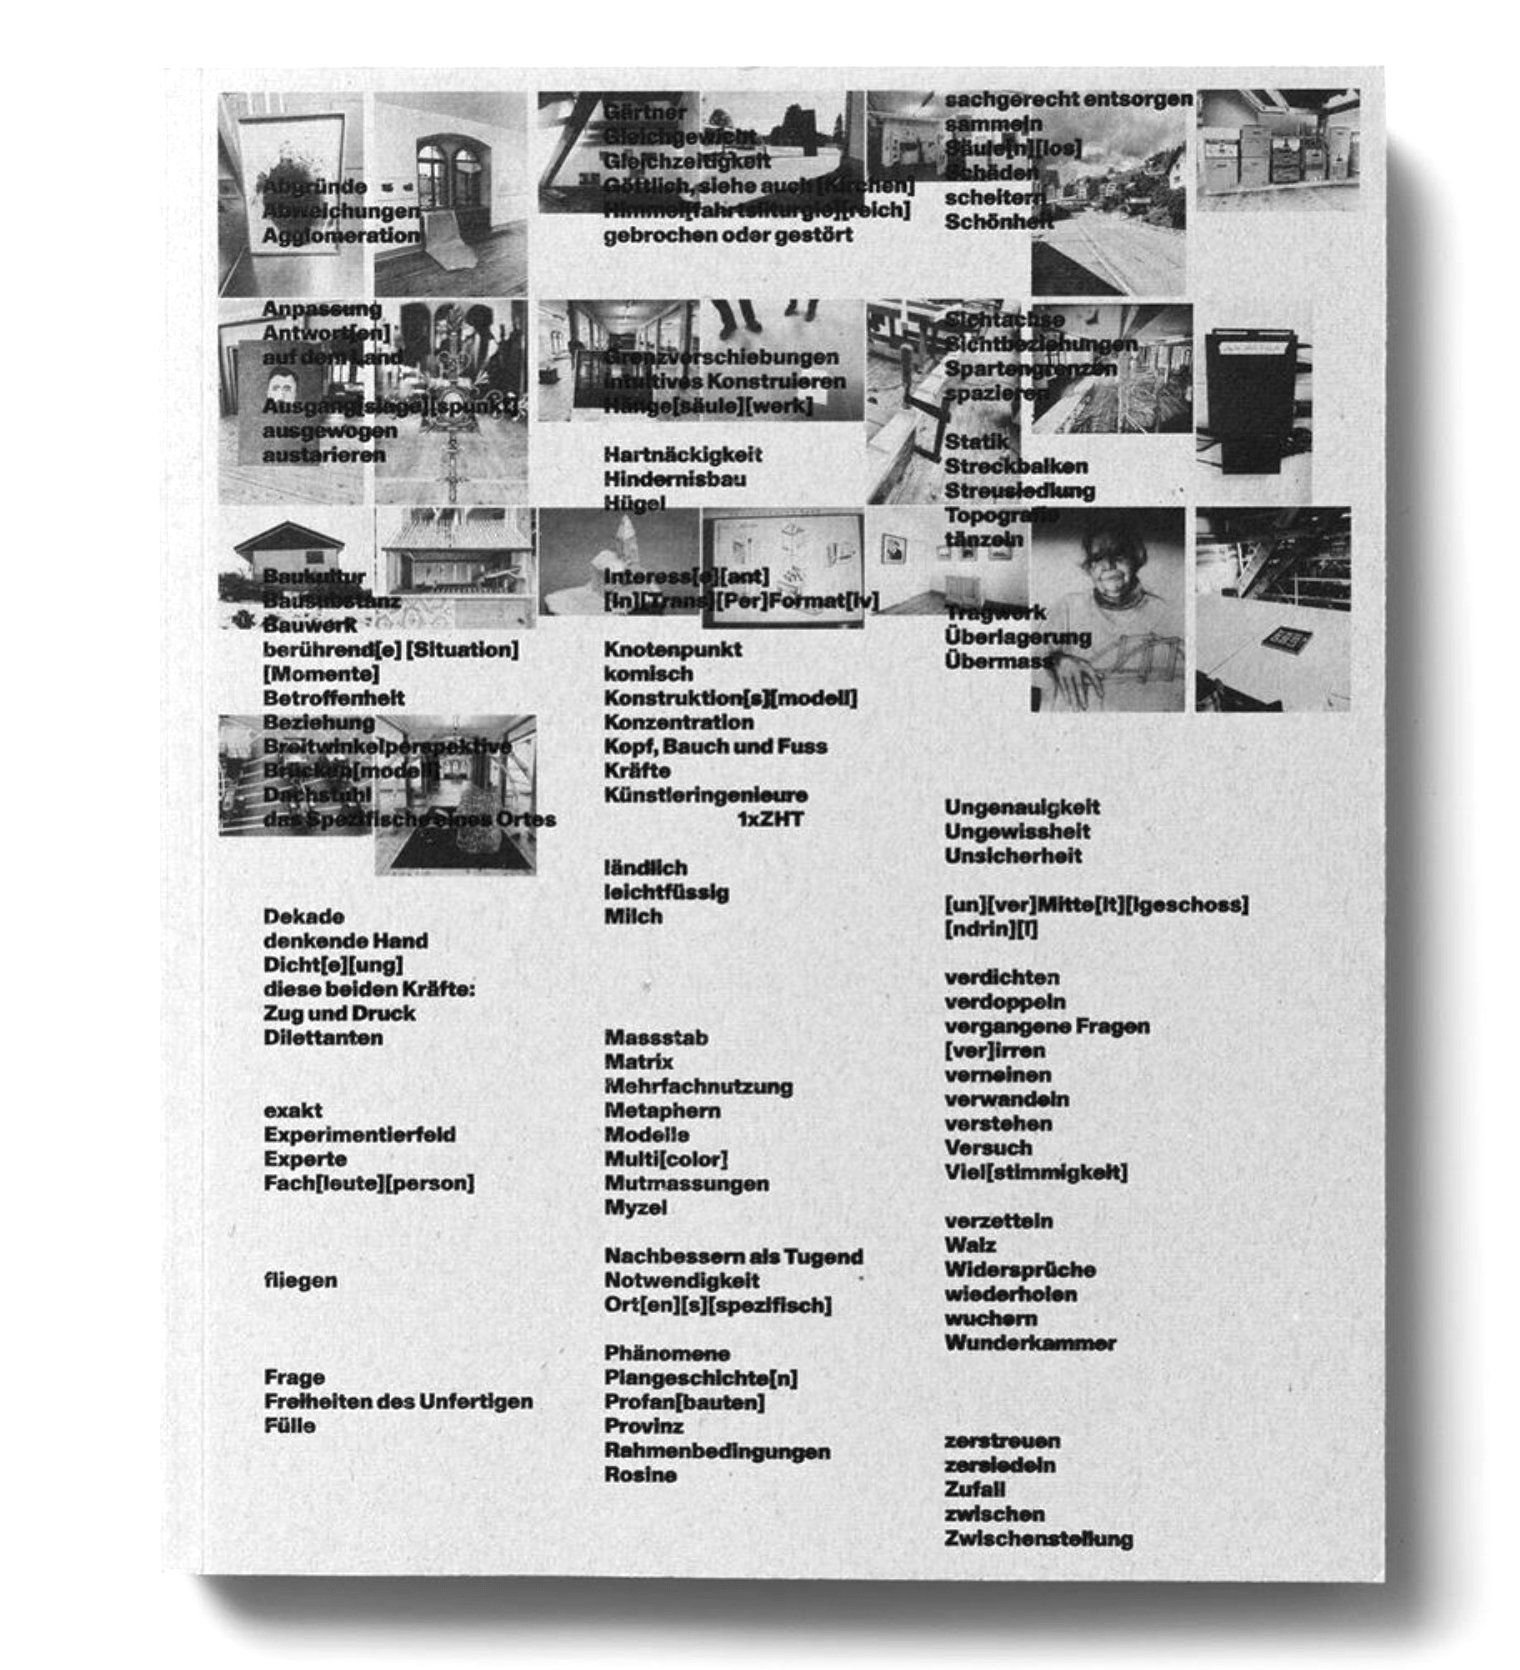 Abgründe
Abweichungen
Agglomeration
Anpassung
Antwort[en]
auf dem Land
Ausgang[slage][spunkt]
ausgewogen
austarieren
Baukultur
Bausubstanz
Bauwerk
berührend[e] [Situation]
[Momente]
Betroffenheit
Beziehung
Breitwinkelperspektive
Brücken[modell]
Dachstuhl
das Spezifische eines Ortes
Dekade
denkende Hand
Dicht[e][ung]
diese beiden Kräfte:
Zug und Druck
Dilettanten
exakt
Experimentierfeld
Experte
Fach[leute][person]
fliegen
Frage
Freiheiten des Unfertigen
Fülle
Gärtner
Gleichgewicht
Gleichzeitigkeit
Göttlich, siehe auch [Kirchen]
Himmel[fahrtsliturgie][reich]
gebrochen oder gestört
Grenzverschiebungen
intuitives Konstruieren
Hänge[säule][werk]
Hartnäckigkeit
Hindernisbau
Hügel
Interess[e][ant]
[In][Trans][Per]Format[iv]
Knotenpunkt
komisch
Konstruktion[s][modell]
Konzentration
Kopf, Bauch und Fuss
Kräfte
Künstleringenieure
1xZHT
ländlich
leichtfüssig
Milch
Massstab
Matrix
Mehrfachnutzung
Metaphern
Modelle
Multi[color]
Mutmassungen
Myzel
Nachbessern als Tugend
Notwendigkeit
Ort[en][s][spezifisch]
Phänomene
Plangeschichte[n]
Profan[bauten]
Provinz
Rahmenbedingungen
Rosine
sachgerecht entsorgen
sammeln
Säule[n][los]
Schäden
scheitern
Schönheit
Sichtachse
Sichtbeziehungen
Spartengrenzen
spazieren
Statik
Streckbalken
Streusiedlung
Topografie
tänzeln
Tragwerk
Überlagerung
Übermass
Ungenauigkeit
Ungewissheit
Unsicherheit
[un][ver]Mitte[lt][lgeschoss]
[ndrin][l]
verdichten
verdoppeln
vergangene Fragen
[ver]irren
verneinen
verwandeln
verstehen
Versuch
Viel[stimmigkeit]
verzetteln
Walz
Widersprüche
wiederholen
wuchern
Wunderkammer
zerstreuen
zersiedeln
Zufall
zwischen
Zwischenstellung